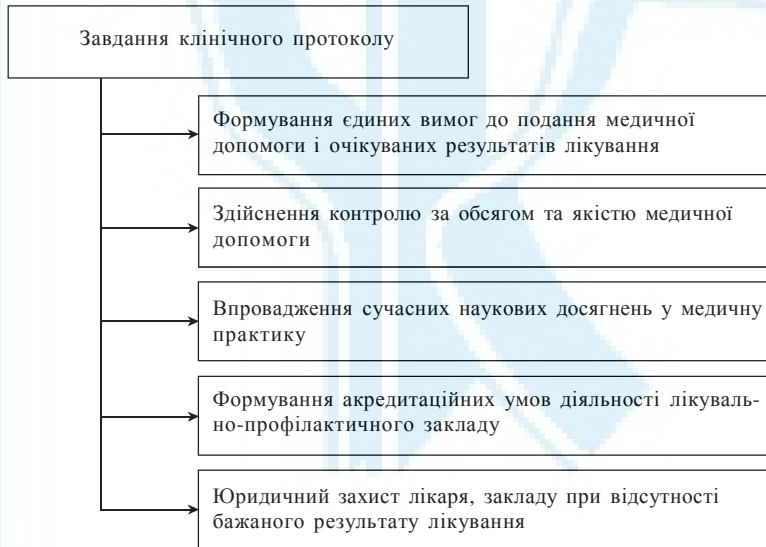 Завдання клінічного протоколу
Формування єдиних вимог до подання медичної
допомоги і очікуваних результатів лікування
Здійснення контролю за обсягом та якістю медичної
допомоги
Впровадження сучасних наукових досягнень у медичну
практику
Формування акредитаційних умов діяльності лікуваль-
но-профілактичного закладу
Юридичний захист лікаря, закладу при відсутності
бажаного результату лікування